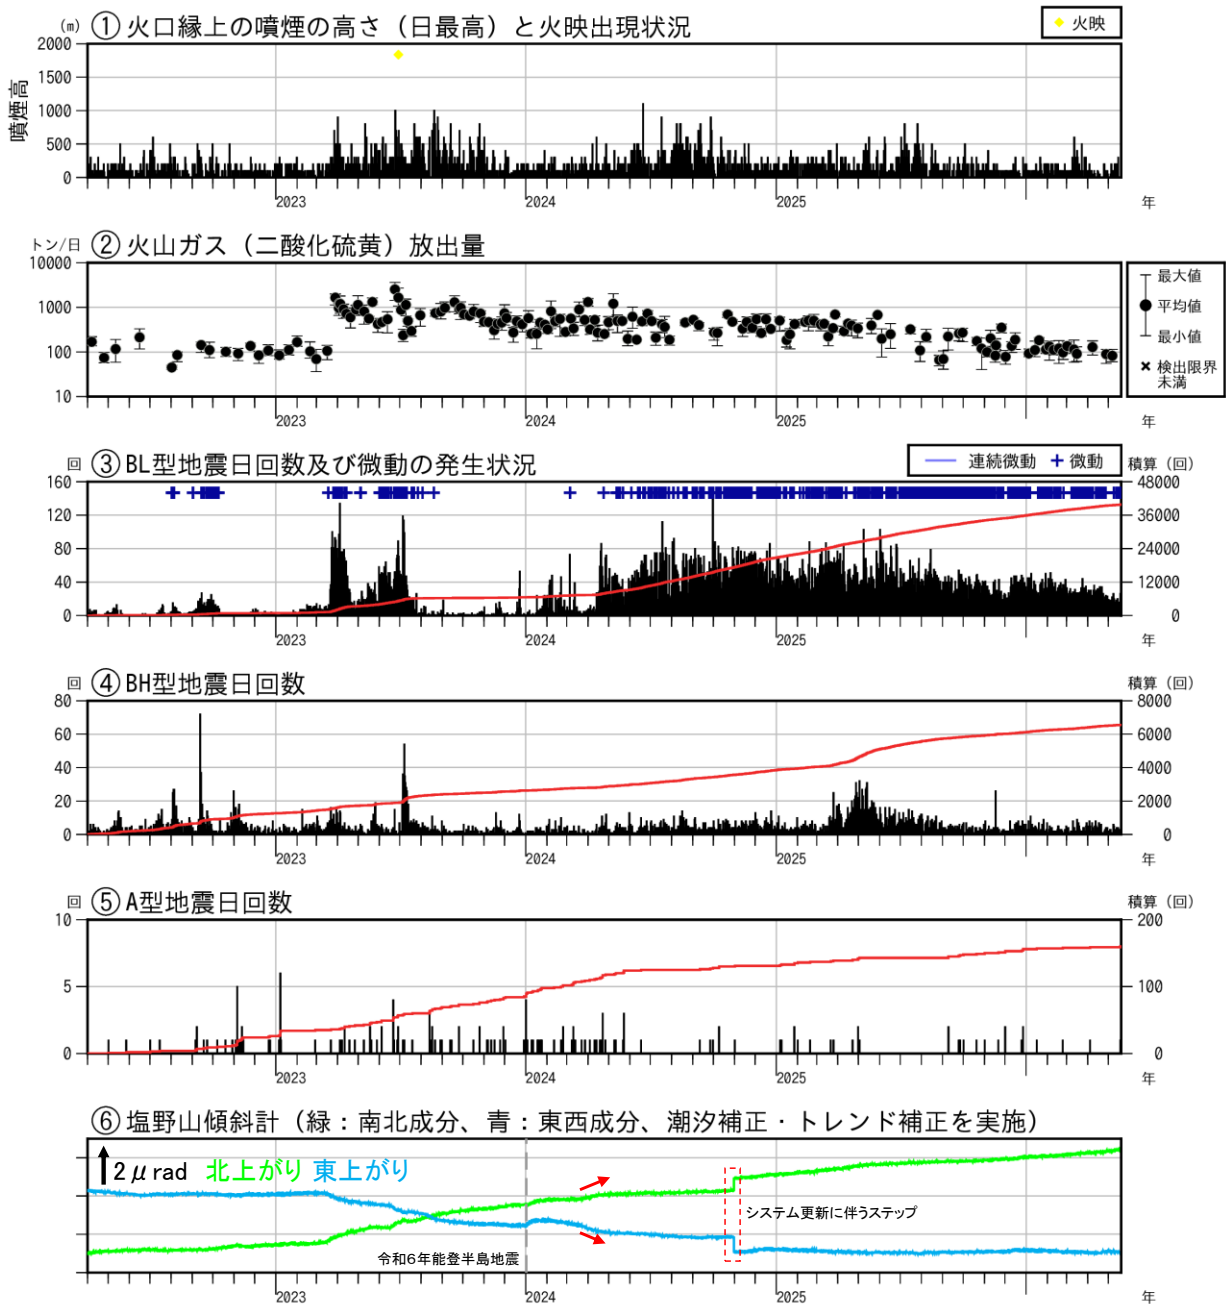 (m) ① 火口縁上の噴煙の高さ（日最高）と火映出現状況
火映
噴煙高
2000
1500
1000
500
0
2023 2024 2025 年
トン/日 ② 火山ガス（二酸化硫黄）放出量
10000
1000
100
10
最大値
平均値
最小値
検出限界
未満
2023 2024 2025 年
回 ③ BL型地震日回数及び微動の発生状況
連続微動 微動
積算（回）
160 48000
120 36000
80 24000
40 12000
0 0
2023 2024 2025 年
回 ④ BH型地震日回数 積算（回）
80 8000
60 6000
40 4000
20 2000
0 0
2023 2024 2025 年
回 ⑤ A型地震日回数 積算（回）
10 200
5 100
0 0
2023 2024 2025 年
⑥ 塩野山傾斜計（緑：南北成分、青：東西成分、潮汐補正・トレンド補正を実施）
2μrad 北上がり 東上がり
システム更新に伴うステップ
令和6年能登半島地震
2023 2024 2025 年